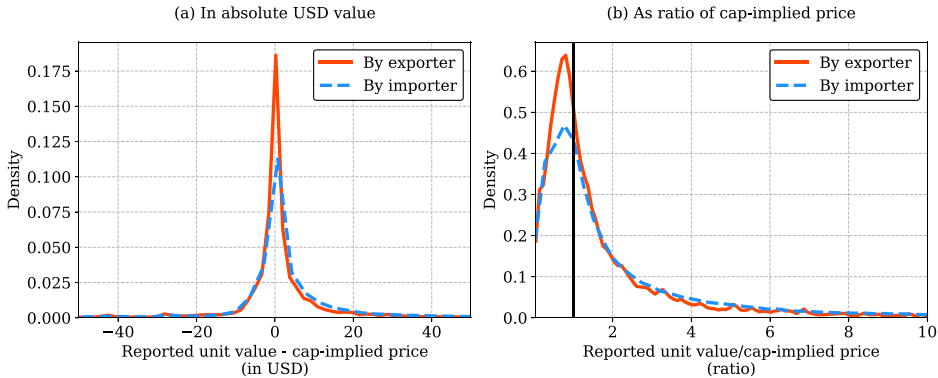 (a) In absolute USD value
0.175
0.150
0.125
0.100
0.075
0.050
0.025
0.000
Density
−40
−20
0
20
40
Reported unit value - cap-implied price
(in USD)
By exporter
By importer
(b) As ratio of cap-implied price
0.6
0.5
0.4
0.3
0.2
0.1
0.0
Density
2
4
6
8
10
Reported unit value/cap-implied price
(ratio)
By exporter
By importer